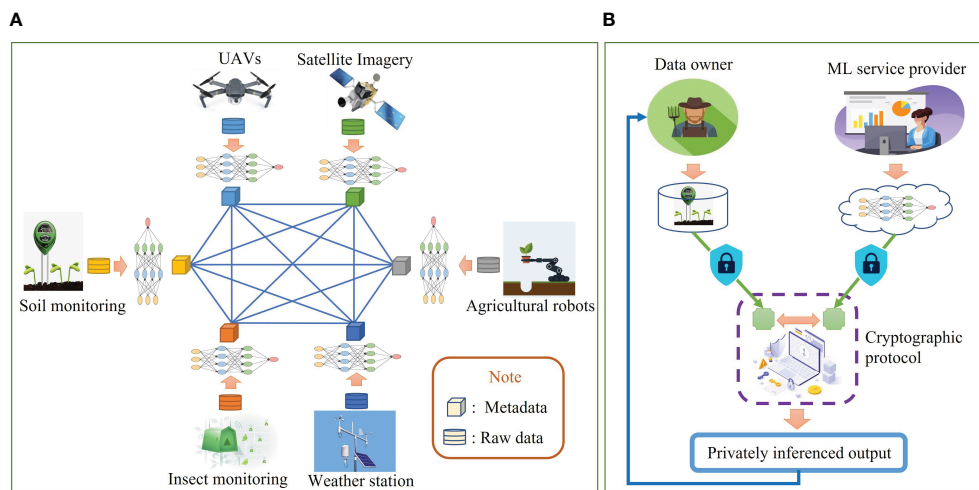 A
UAVs
Satellite Imagery
Soil monitoring
Agricultural robots
Insect monitoring
Weather station
Note
: Metadata
: Raw data
B
Data owner
ML service provider
Cryptographic
protocol
Privately inferenced output